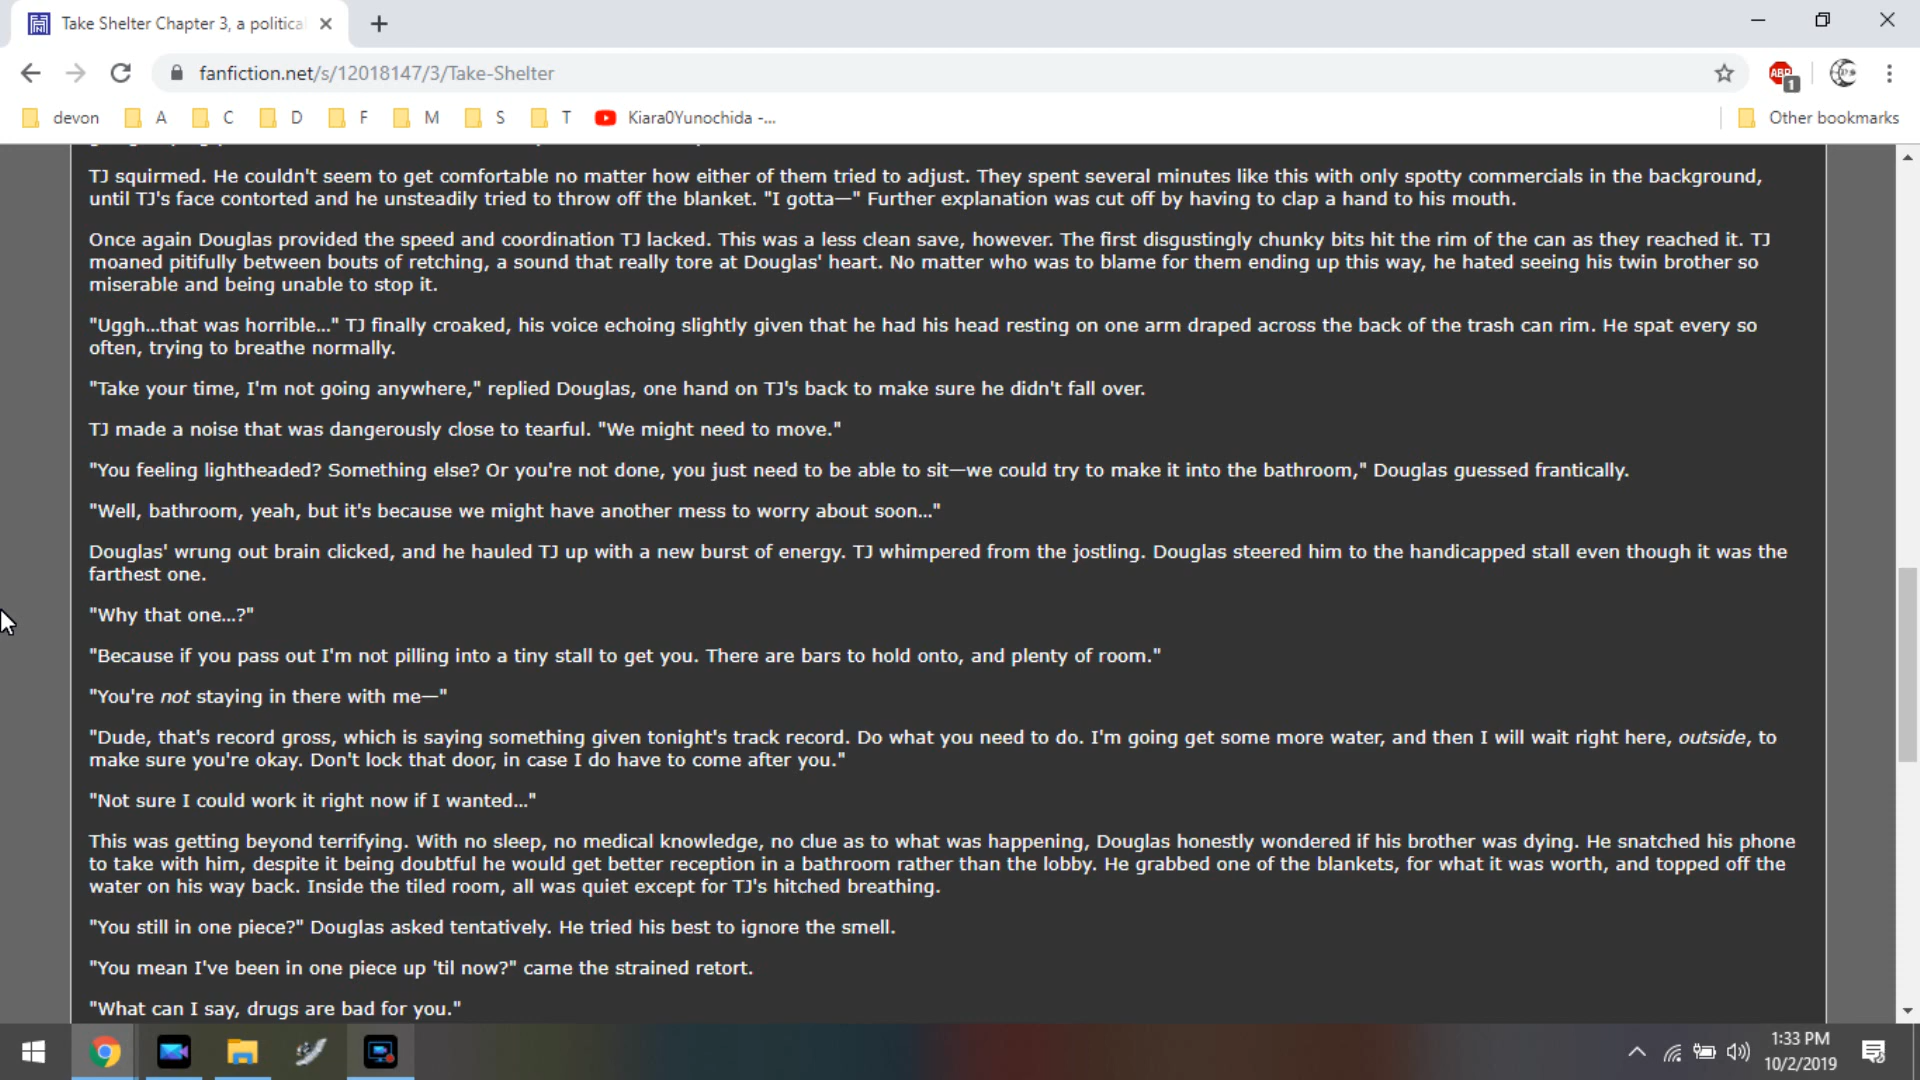 Take Shelter Chapter 3, a politica
fanfiction.net/s/12018147/3/Take-Shelter
ABP
1
devon
A
C
D
F
M
S
T
Kiara0Yunochida -...
Other bookmarks
TJ squirmed. He couldn't seem to get comfortable no matter how either of them tried to adjust. They spent several minutes like this with only spotty commercials in the background,
until TJ's face contorted and he unsteadily tried to throw off the blanket. "I gotta—" Further explanation was cut off by having to clap a hand to his mouth.
Once again Douglas provided the speed and coordination TJ lacked. This was a less clean save, however. The first disgustingly chunky bits hit the rim of the can as they reached it. TJ
moaned pitifully between bouts of retching, a sound that really tore at Douglas' heart. No matter who was to blame for them ending up this way, he hated seeing his twin brother so
miserable and being unable to stop it.
"Uggh...that was horrible..." TJ finally croaked, his voice echoing slightly given that he had his head resting on one arm draped across the back of the trash can rim. He spat every so
often, trying to breathe normally.
"Take your time, I'm not going anywhere," replied Douglas, one hand on TJ's back to make sure he didn't fall over.
TJ made a noise that was dangerously close to tearful. "We might need to move."
"You feeling lightheaded? Something else? Or you're not done, you just need to be able to sit—we could try to make it into the bathroom," Douglas guessed frantically.
"Well, bathroom, yeah, but it's because we might have another mess to worry about soon..."
Douglas' wrung out brain clicked, and he hauled TJ up with a new burst of energy. TJ whimpered from the jostling. Douglas steered him to the handicapped stall even though it was the
farthest one.
"Why that one...?"
"Because if you pass out I'm not pilling into a tiny stall to get you. There are bars to hold onto, and plenty of room."
"You're not staying in there with me—"
"Dude, that's record gross, which is saying something given tonight's track record. Do what you need to do. I'm going get some more water, and then I will wait right here, outside, to
make sure you're okay. Don't lock that door, in case I do have to come after you."
"Not sure I could work it right now if I wanted..."
This was getting beyond terrifying. With no sleep, no medical knowledge, no clue as to what was happening, Douglas honestly wondered if his brother was dying. He snatched his phone
to take with him, despite it being doubtful he would get better reception in a bathroom rather than the lobby. He grabbed one of the blankets, for what it was worth, and topped off the
water on his way back. Inside the tiled room, all was quiet except for TJ's hitched breathing.
"You still in one piece?" Douglas asked tentatively. He tried his best to ignore the smell.
"You mean I've been in one piece up 'til now?" came the strained retort.
"What can I say, drugs are bad for you."
1:33 PM
10/2/2019